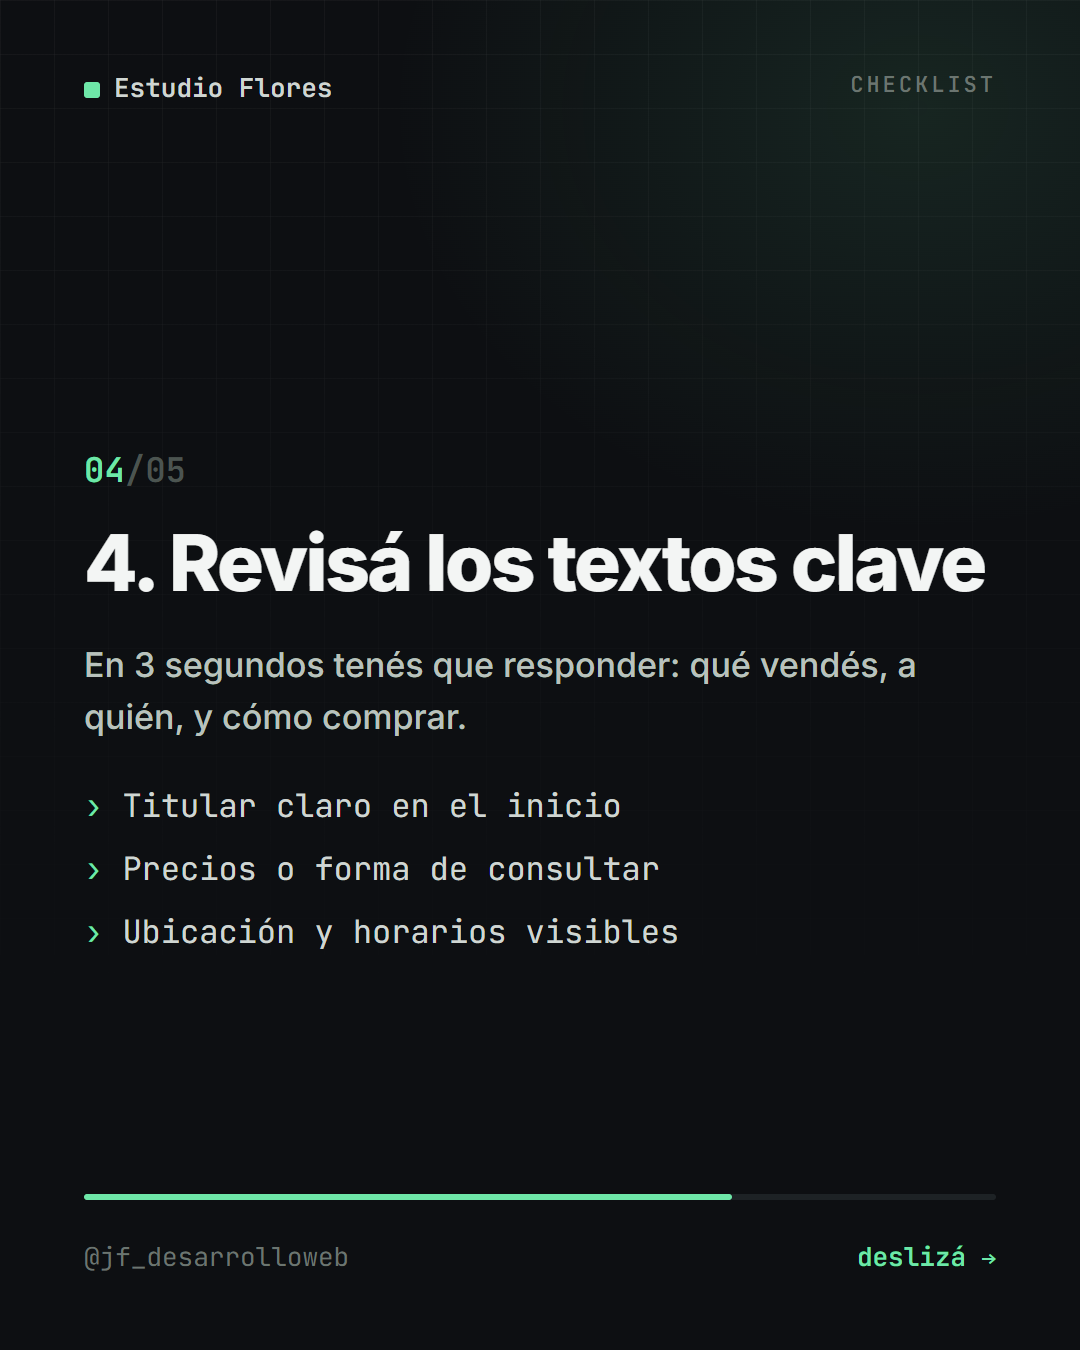 Estudio Flores
CHECKLIST
04/05
4. Revisá los textos clave
En 3 segundos tenés que responder: qué vendés, a
quién, y cómo comprar.
› Titular claro en el inicio
› Precios o forma de consultar
› Ubicación y horarios visibles
@jf_desarrolloweb
deslizá →